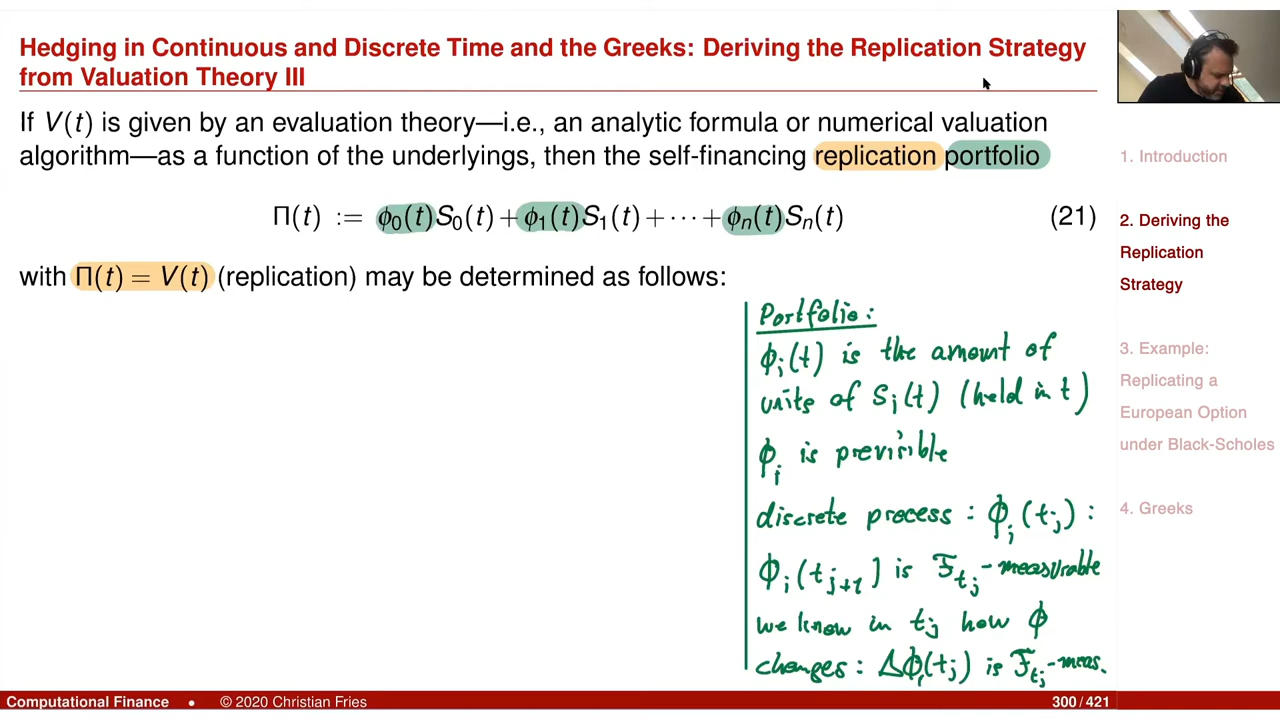 Hedging in Continuous and Discrete Time and the Greeks: Deriving the Replication Strategy
from Valuation Theory III
If V(t) is given by an evaluation theory—i.e., an analytic formula or numerical valuation
algorithm—as a function of the underlyings, then the self-financing replication portfolio
Π(t) := ϕ₀(t)S₀(t)+ϕ₁(t)S₁(t)+⋯+ϕₙ(t)Sₙ(t) (21)
with Π(t) = V(t) (replication) may be determined as follows:
Portfolio:
ϕᵢ(t) is the amount of
units of Sᵢ(t) (held in t)
ϕᵢ is previsible
discrete process : ϕᵢ(tⱼ) :
ϕᵢ(tⱼ₊₁) is ℱ_tⱼ-measurable
we know in tⱼ how ϕ
changes: Δϕᵢ(tⱼ) is ℱ_tⱼ-meas.
1. Introduction
2. Deriving the
Replication
Strategy
3. Example:
Replicating a
European Option
under Black-Scholes
4. Greeks
Computational Finance • © 2020 Christian Fries 300 / 421